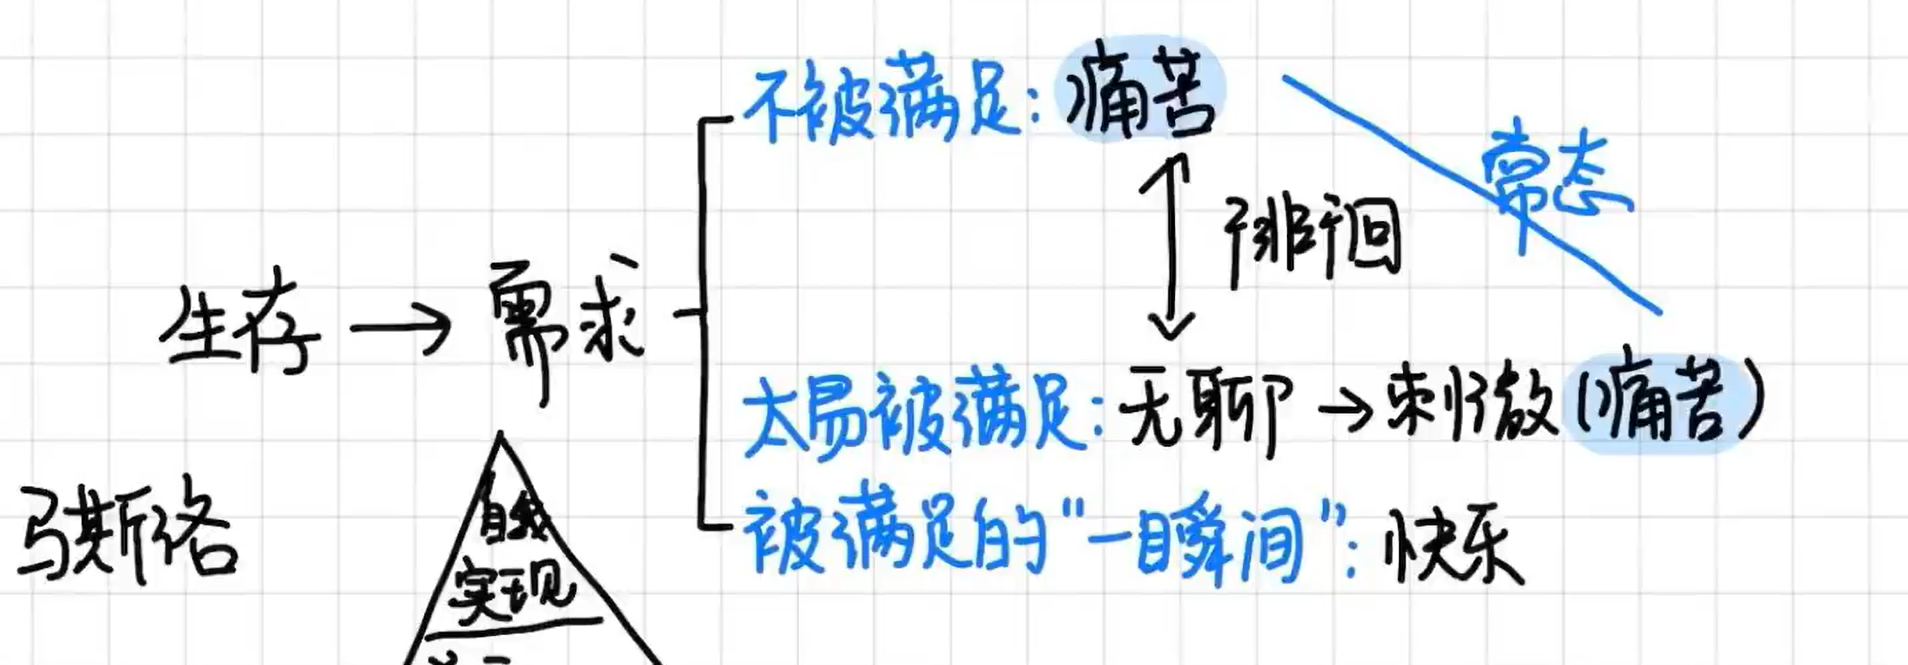 不被满足：痛苦
常态
徘徊
生存→需求
太易被满足：无聊→刺激(痛苦)
被满足的"一瞬间"：快乐
马斯洛
自我
实现